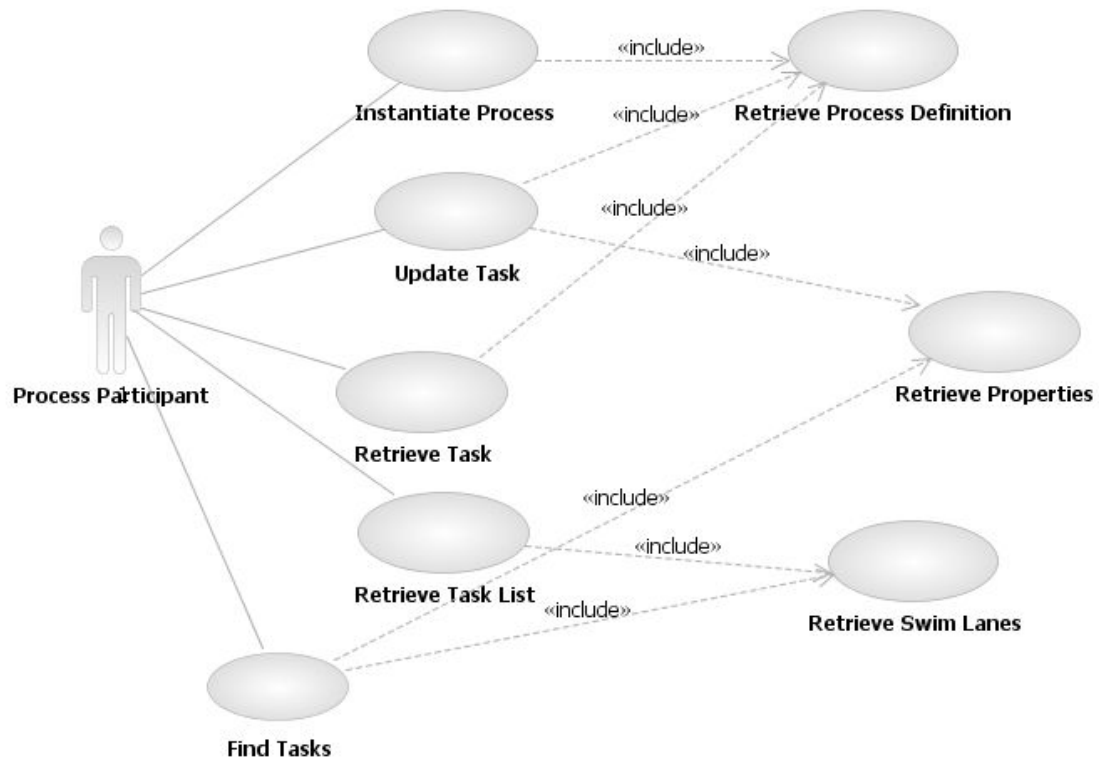 «include»
Instantiate Process
Retrieve Process Definition
«include»
«include»
«include»
Update Task
Process Participant
Retrieve Properties
Retrieve Task
«include»
«include»
Retrieve Task List
«include»
Retrieve Swim Lanes
Find Tasks